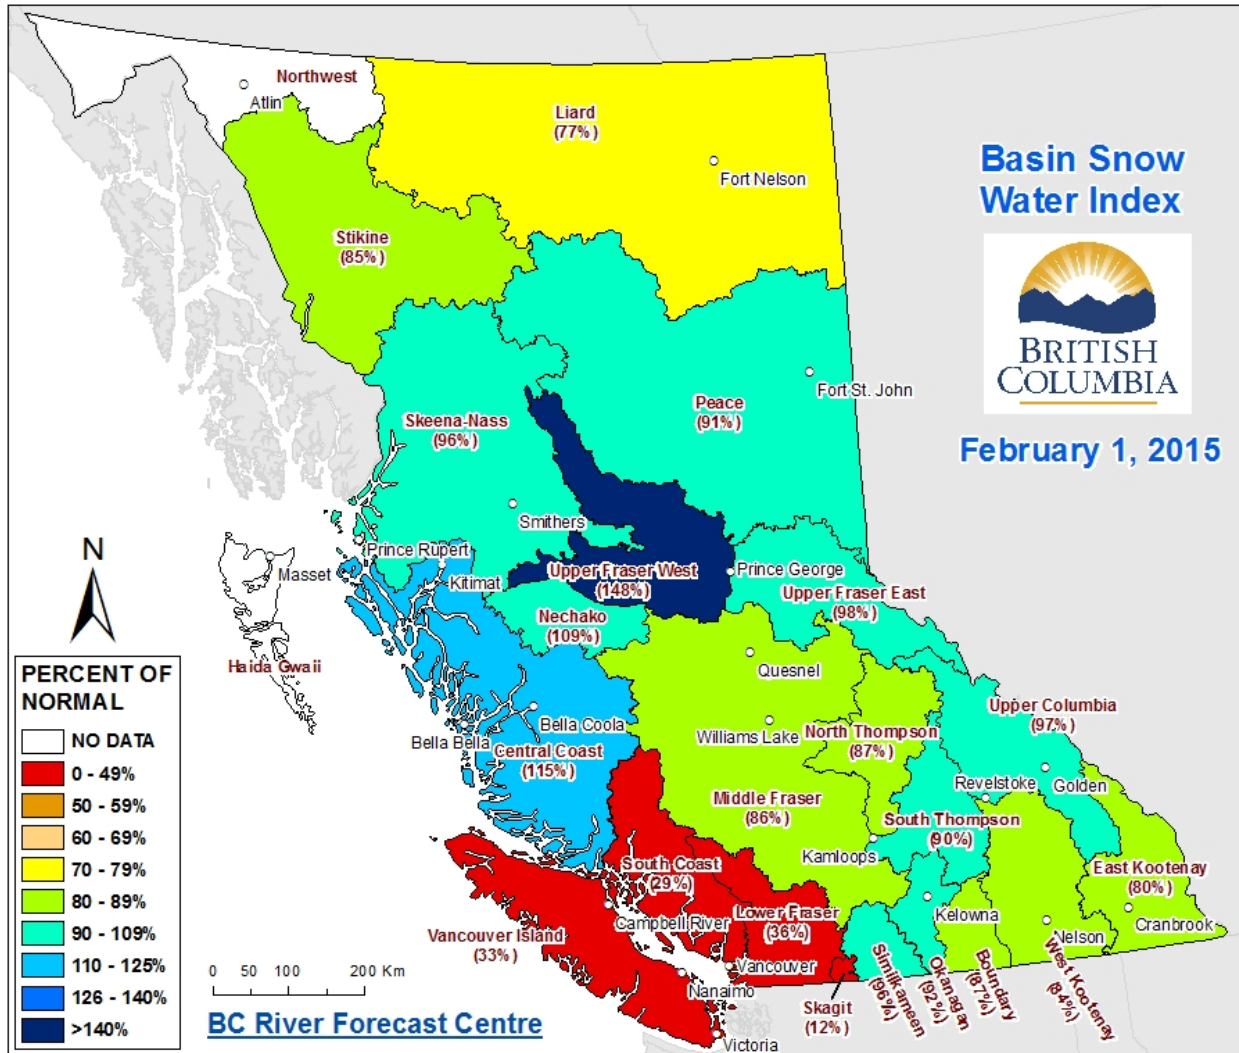 Northwest
Atlin
Liard
(77%)
Fort Nelson
Basin Snow
Water Index
BRITISH
COLUMBIA
February 1, 2015
Stikine
(85%)
Fort St. John
Peace
(91%)
Skeena-Nass
(96%)
Smithers
Prince Rupert
Masset
Kitimat
Upper Fraser West
(148%)
Prince George
Upper Fraser East
(98%)
Nechako
(109%)
Haida Gwaii
Quesnel
Bella Coola
Bella Bella
Central Coast
(115%)
Williams Lake
North Thompson
(87%)
Upper Columbia
(97%)
Revelstoke
Golden
Middle Fraser
(86%)
South Thompson
(90%)
Kamloops
South Coast
(29%)
East Kootenay
(80%)
Cranbrook
Kelowna
Nelson
Campbell River
Lower Fraser
(36%)
Vancouver Island
(33%)
Vancouver
Nanaimo
Victoria
Skagit
(12%)
Similkameen
(96%)
Okanagan
(92%)
Boundary
(87%)
West Kootenay
(84%)
N
PERCENT OF
NORMAL
NO DATA
0 - 49%
50 - 59%
60 - 69%
70 - 79%
80 - 89%
90 - 109%
110 - 125%
126 - 140%
>140%
0 50 100 200 Km
BC River Forecast Centre